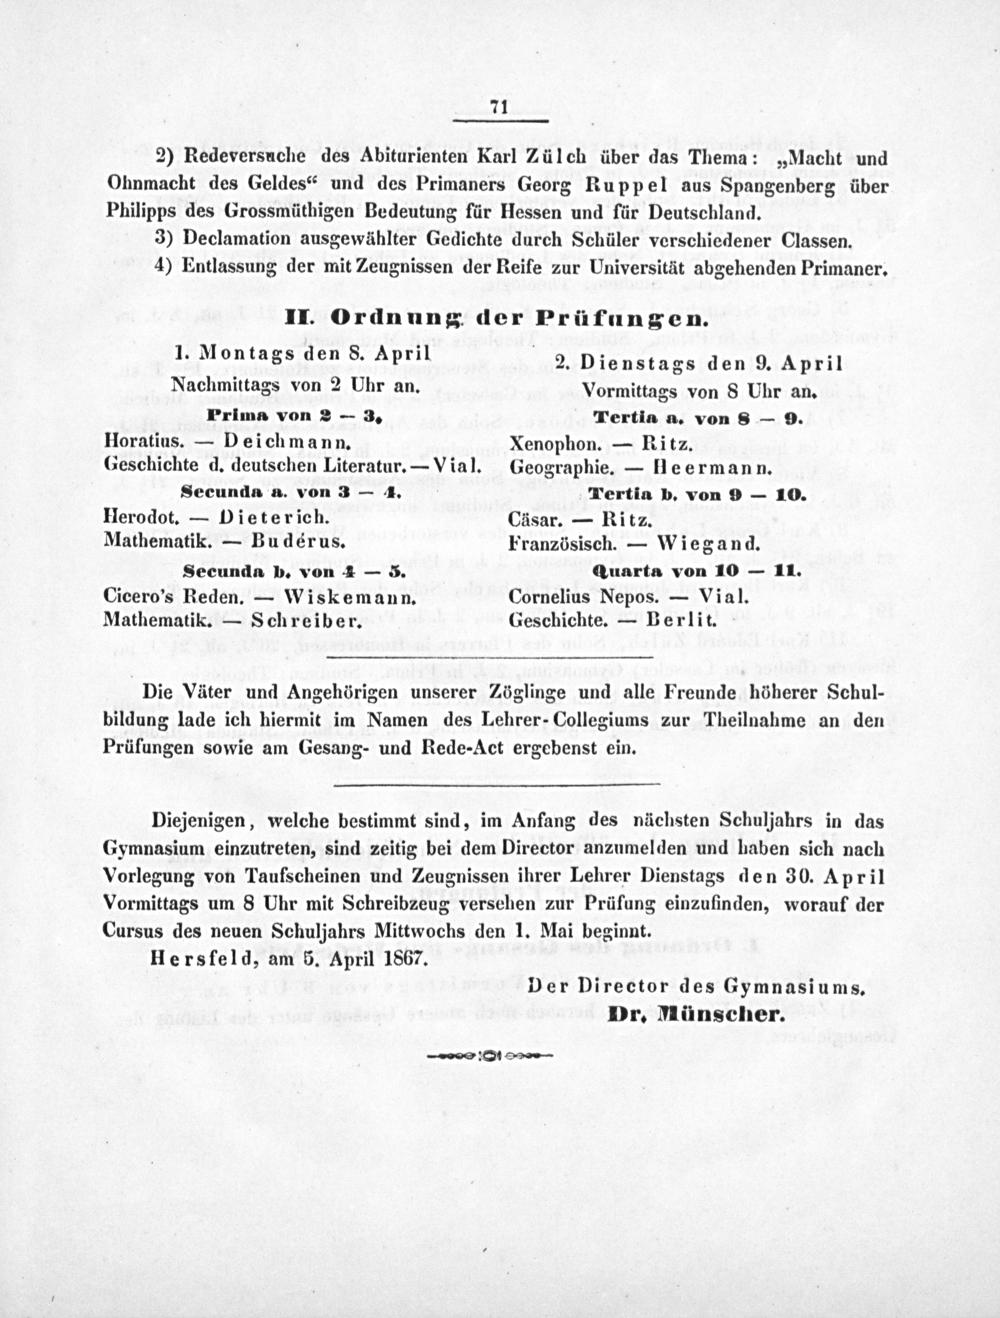 71
2) Redeversuche des Abiturienten Karl Zülch über das Thema: „Macht und
Ohnmacht des Geldes“ und des Primaners Georg Ruppel aus Spangenberg über
Philipps des Grossmüthigen Bedeutung für Hessen und für Deutschland.
3) Declamation ausgewählter Gedichte durch Schüler verschiedener Classen.
4) Entlassung der mit Zeugnissen der Reife zur Universität abgehenden Primaner.
II. Ordnung der Prüfungen.
1. Montags den 8. April
Nachmittags von 2 Uhr an.
Prima von 2 — 3.
Horatius. — Deichmann.
Geschichte d. deutschen Literatur. — Vial.
Secunda a. von 3 — 4.
Herodot. — Dieterich.
Mathematik. — Budérus.
Secunda b. von 4 — 5.
Cicero's Reden. — Wiskemann.
Mathematik. — Schreiber.
2. Dienstags den 9. April
Vormittags von 8 Uhr an.
Tertia a. von 8 — 9.
Xenophon. — Ritz.
Geographie. — Heermann.
Tertia b. von 9 — 10.
Cäsar. — Ritz.
Französisch. — Wiegand.
Quarta von 10 — 11.
Cornelius Nepos. — Vial.
Geschichte. — Berlit.
Die Väter und Angehörigen unserer Zöglinge und alle Freunde höherer Schul-
bildung lade ich hiermit im Namen des Lehrer-Collegiums zur Theilnahme an den
Prüfungen sowie am Gesang- und Rede-Act ergebenst ein.
Diejenigen, welche bestimmt sind, im Anfang des nächsten Schuljahrs in das
Gymnasium einzutreten, sind zeitig bei dem Director anzumelden und haben sich nach
Vorlegung von Taufscheinen und Zeugnissen ihrer Lehrer Dienstags den 30. April
Vormittags um 8 Uhr mit Schreibzeug versehen zur Prüfung einzufinden, worauf der
Cursus des neuen Schuljahrs Mittwochs den 1. Mai beginnt.
Hersfeld, am 5. April 1867.
Der Director des Gymnasiums.
Dr. Münscher.